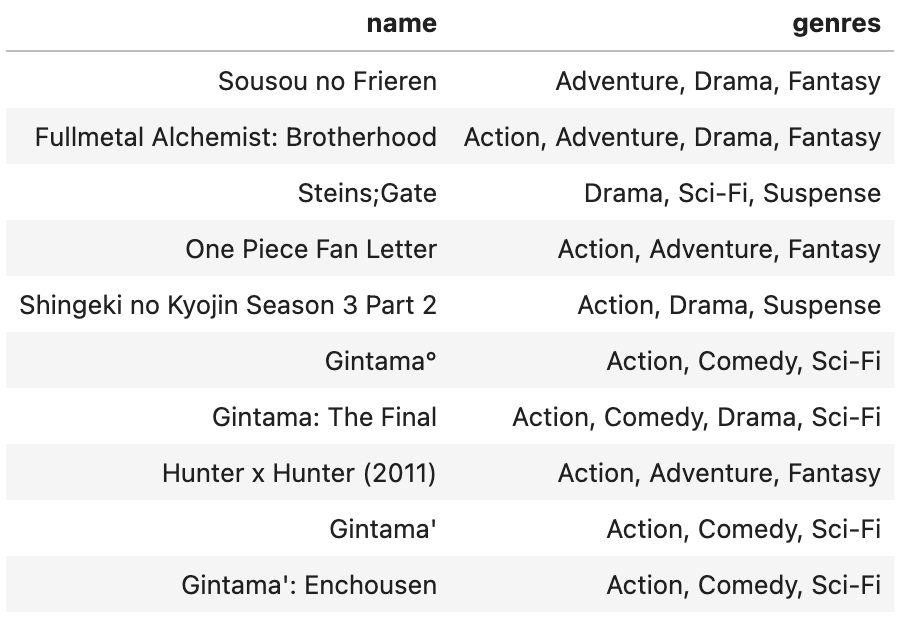 name genres
Sousou no Frieren Adventure, Drama, Fantasy
Fullmetal Alchemist: Brotherhood Action, Adventure, Drama, Fantasy
Steins;Gate Drama, Sci-Fi, Suspense
One Piece Fan Letter Action, Adventure, Fantasy
Shingeki no Kyojin Season 3 Part 2 Action, Drama, Suspense
Gintama° Action, Comedy, Sci-Fi
Gintama: The Final Action, Comedy, Drama, Sci-Fi
Hunter x Hunter (2011) Action, Adventure, Fantasy
Gintama' Action, Comedy, Sci-Fi
Gintama': Enchousen Action, Comedy, Sci-Fi